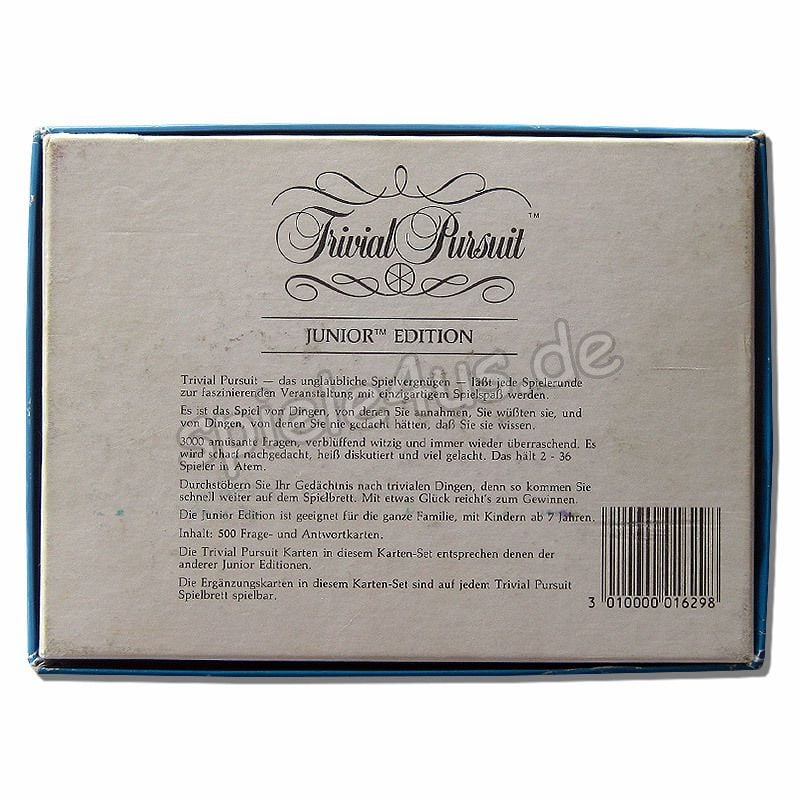 Trivial Pursuit ™
JUNIOR™ EDITION
Trivial Pursuit — das unglaubliche Spielvergnügen — läßt jede Spielerunde
zur faszinierenden Veranstaltung mit einzigartigem Spielspaß werden.
Es ist das Spiel von Dingen, von denen Sie annahmen, Sie wüßten sie, und
von Dingen, von denen Sie nie gedacht hätten, daß Sie sie wissen.
3000 amüsante Fragen, verblüffend witzig und immer wieder überraschend. Es
wird scharf nachgedacht, heiß diskutiert und viel gelacht. Das hält 2 - 36
Spieler in Atem.
Durchstöbern Sie Ihr Gedächtnis nach trivialen Dingen, denn so kommen Sie
schnell weiter auf dem Spielbrett. Mit etwas Glück reicht's zum Gewinnen.
Die Junior Edition ist geeignet für die ganze Familie, mit Kindern ab 7 Jahren.
Inhalt: 500 Frage- und Antwortkarten.
Die Trivial Pursuit Karten in diesem Karten-Set entsprechen denen der
anderer Junior Editionen.
Die Ergänzungskarten in diesem Karten-Set sind auf jedem Trivial Pursuit
Spielbrett spielbar.
3 010000 016298
spiele4us.de